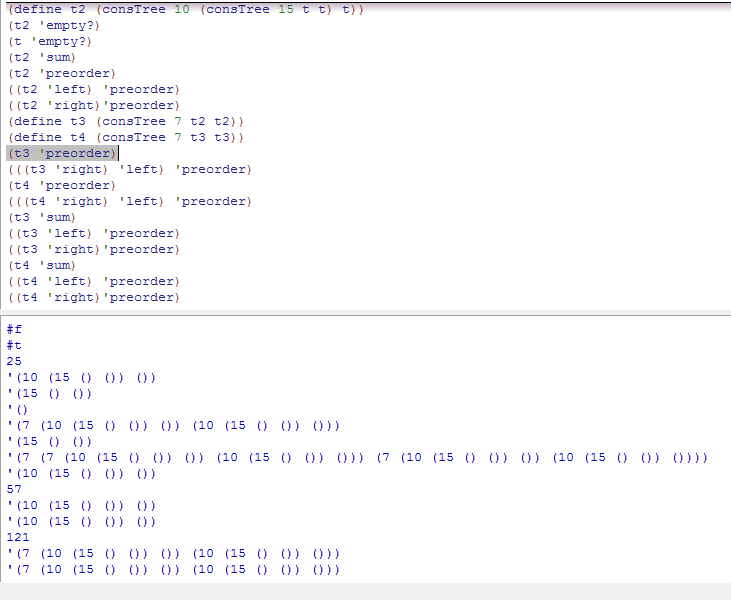 (define t2 (consTree 10 (consTree 15 t t) t))
(t2 'empty?)
(t 'empty?)
(t2 'sum)
(t2 'preorder)
((t2 'left) 'preorder)
((t2 'right)'preorder)
(define t3 (consTree 7 t2 t2))
(define t4 (consTree 7 t3 t3))
(t3 'preorder)
(((t3 'right) 'left) 'preorder)
(t4 'preorder)
(((t4 'right) 'left) 'preorder)
(t3 'sum)
((t3 'left) 'preorder)
((t3 'right)'preorder)
(t4 'sum)
((t4 'left) 'preorder)
((t4 'right)'preorder)
#f
#t
25
'(10 (15 () ()) ())
'(15 () ())
'()
'(7 (10 (15 () ()) ()) (10 (15 () ()) ()))
'(15 () ())
'(7 (7 (10 (15 () ()) ()) (10 (15 () ()) ())) (7 (10 (15 () ()) ()) (10 (15 () ()) ())))
'(10 (15 () ()) ())
57
'(10 (15 () ()) ())
'(10 (15 () ()) ())
121
'(7 (10 (15 () ()) ()) (10 (15 () ()) ()))
'(7 (10 (15 () ()) ()) (10 (15 () ()) ()))